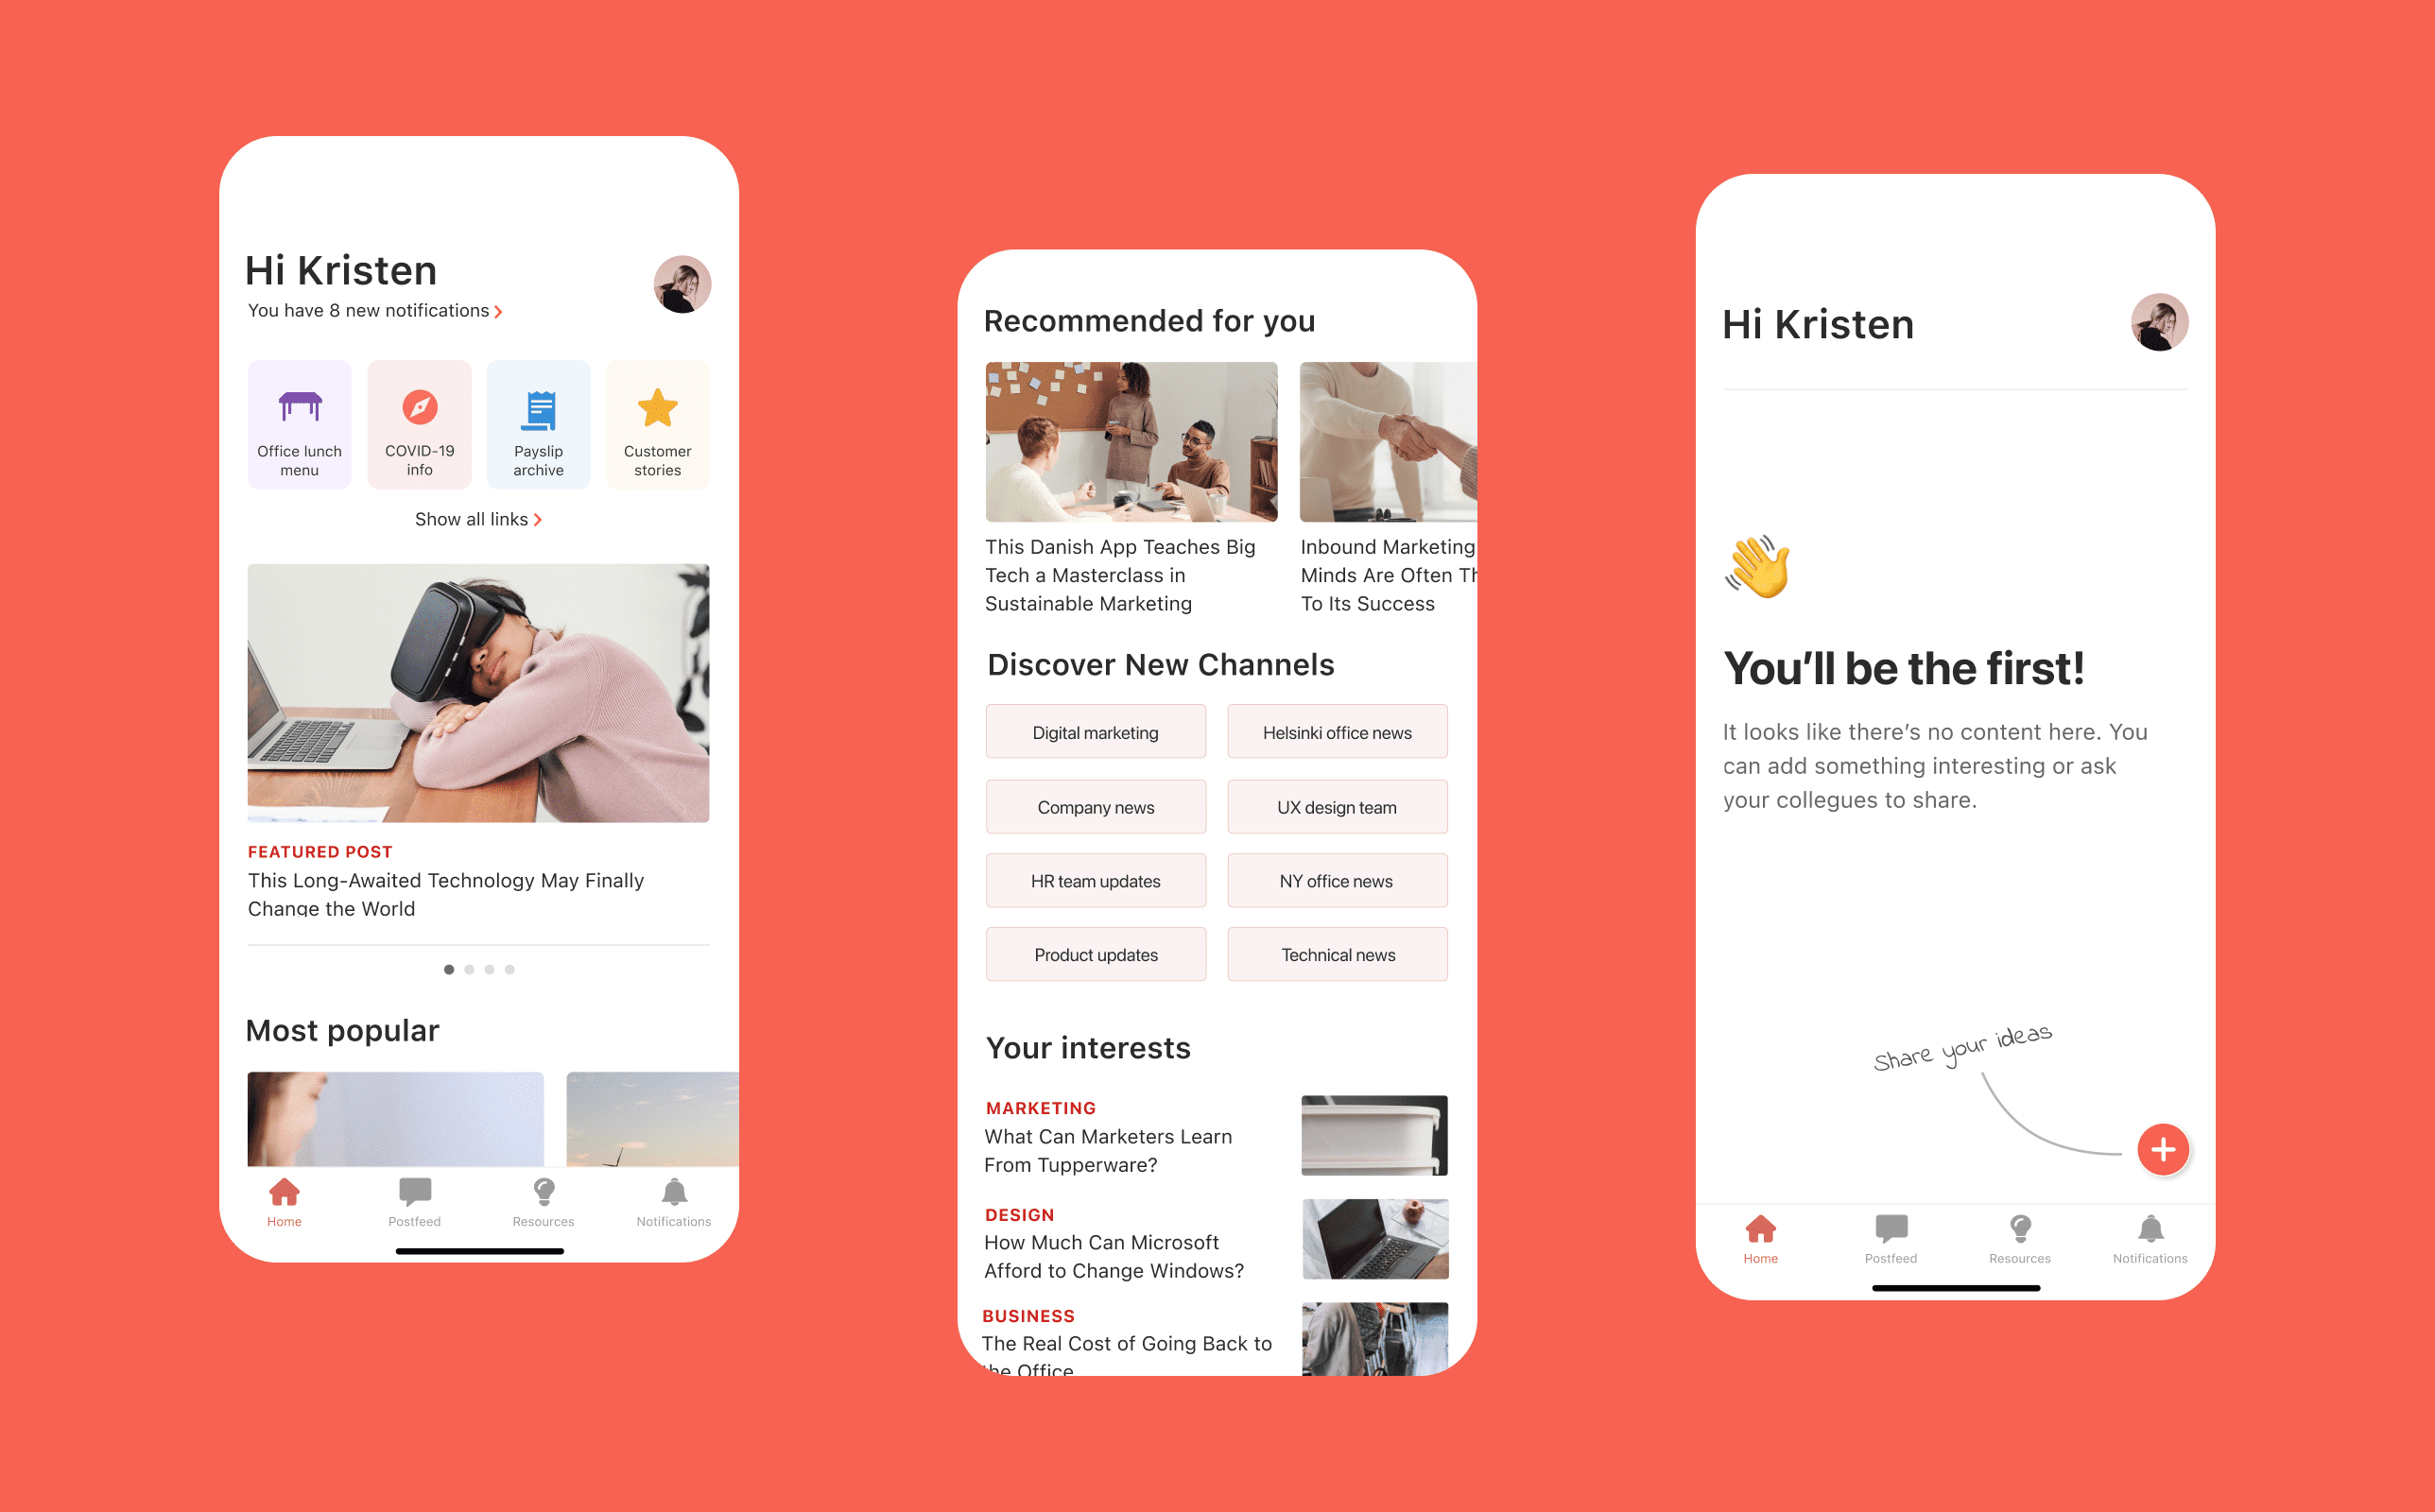 Hi Kristen
You have 8 new notifications
Office lunch
menu
COVID-19
info
Payslip
archive
Customer
stories
Show all links
FEATURED POST
This Long-Awaited Technology May Finally
Change the World
Most popular
Home
Postfeed
Resources
Notifications
Recommended for you
This Danish App Teaches Big
Tech a Masterclass in
Sustainable Marketing
Inbound Marketing
Minds Are Often Th
To Its Success
Discover New Channels
Digital marketing
Helsinki office news
Company news
UX design team
HR team updates
NY office news
Product updates
Technical news
Your interests
MARKETING
What Can Marketers Learn
From Tupperware?
DESIGN
How Much Can Microsoft
Afford to Change Windows?
BUSINESS
The Real Cost of Going Back to
the Office
Hi Kristen
You’ll be the first!
It looks like there’s no content here. You
can add something interesting or ask
your collegues to share.
Share your ideas
Home
Postfeed
Resources
Notifications